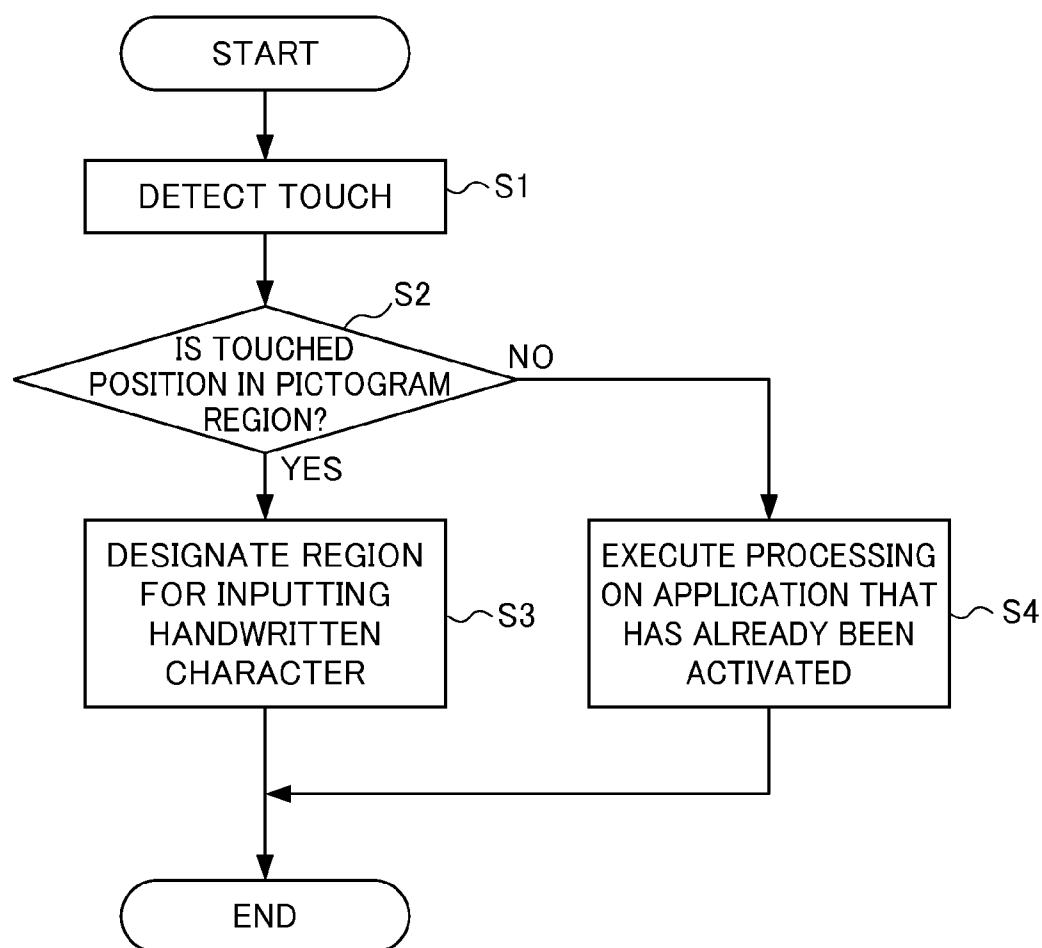 START
DETECT TOUCH
S1
S2
IS TOUCHED
POSITION IN PICTOGRAM
REGION?
NO
YES
DESIGNATE REGION
FOR INPUTTING
HANDWRITTEN
CHARACTER
S3
EXECUTE PROCESSING
ON APPLICATION THAT
HAS ALREADY BEEN
ACTIVATED
S4
END